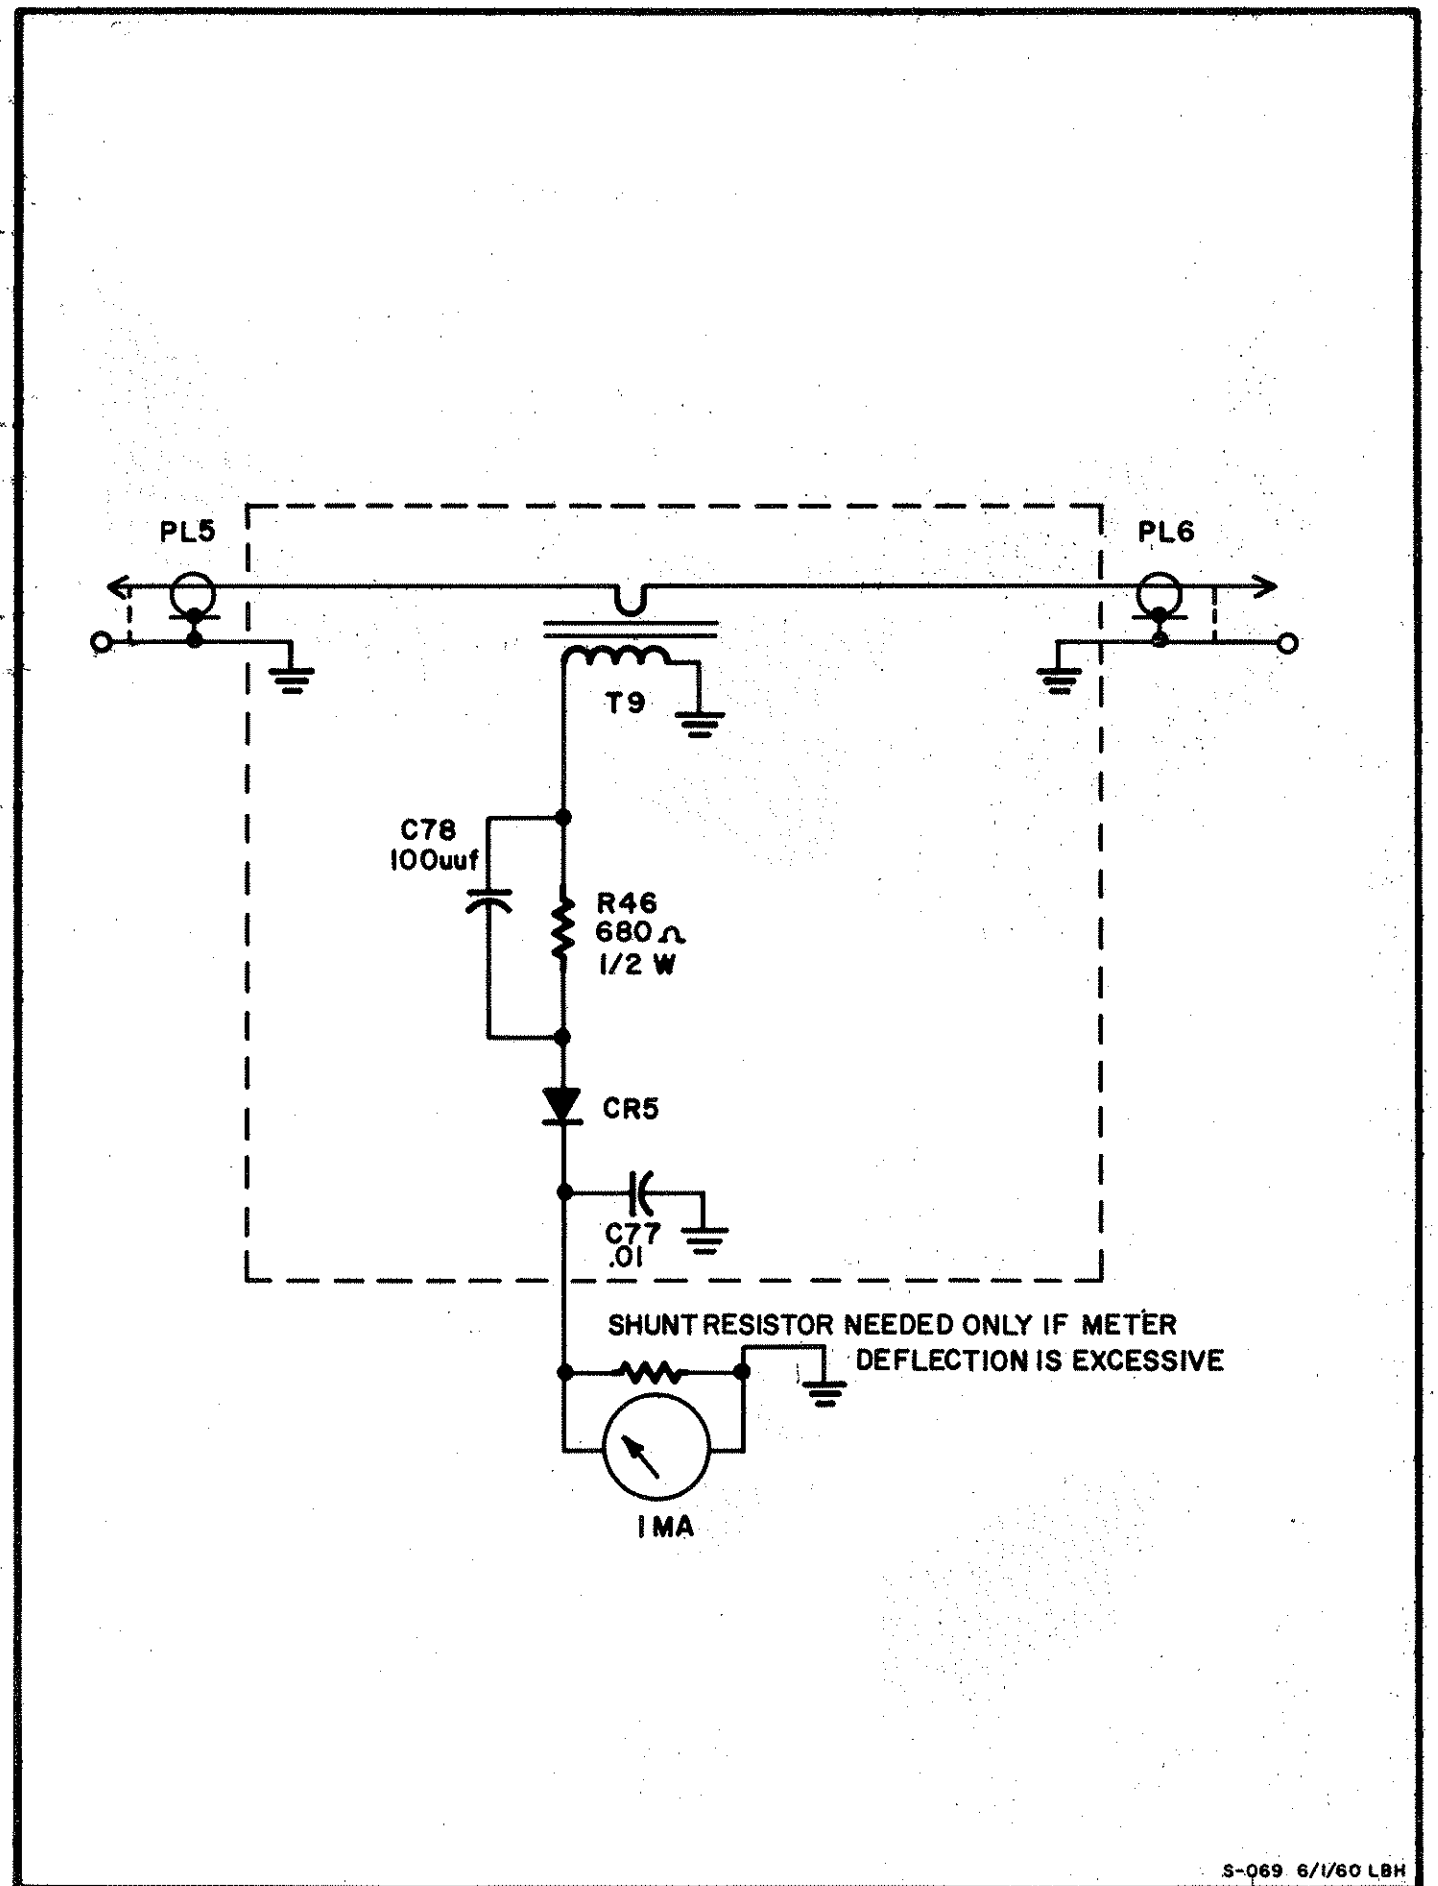 PL5
PL6
T9
C78
100uuf
R46
680 Ω
1/2 W
CR5
C77
.01
SHUNT RESISTOR NEEDED ONLY IF METER
DEFLECTION IS EXCESSIVE
1 MA
S-069 6/1/60 LBH